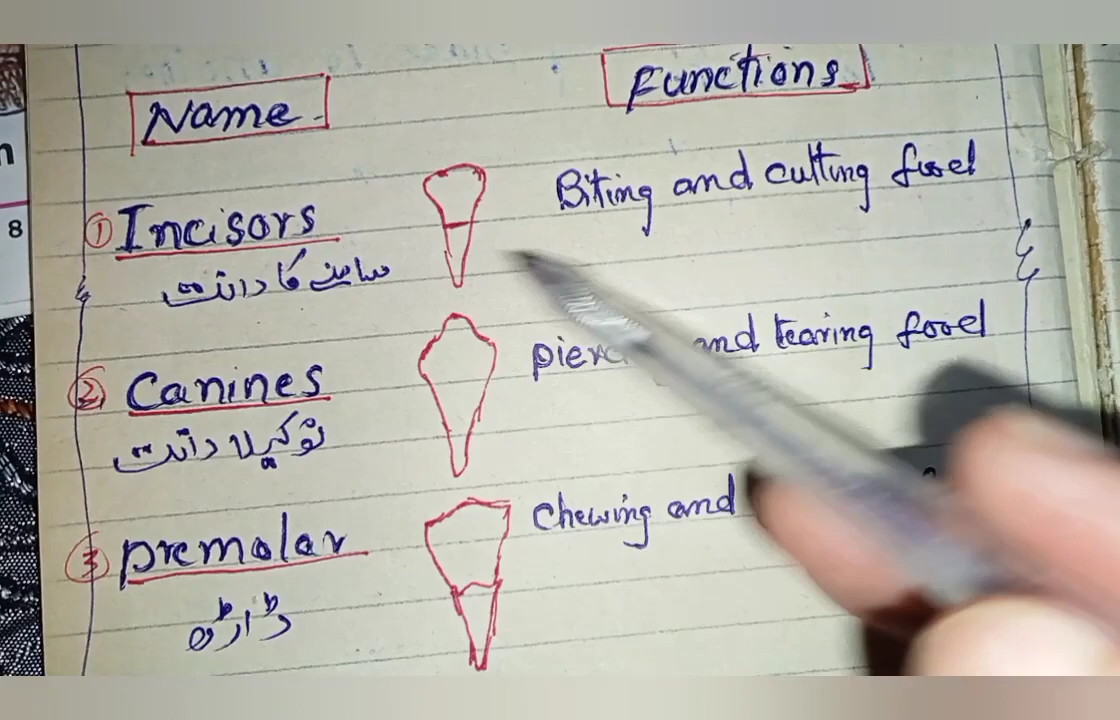 Name
Functions
① Incisors
سامنے کا دانت
Biting and cutting food
② Canines
نوکیلا دانت
and tearing food
③ premolar
ڈاڑھ
Chewing and
8